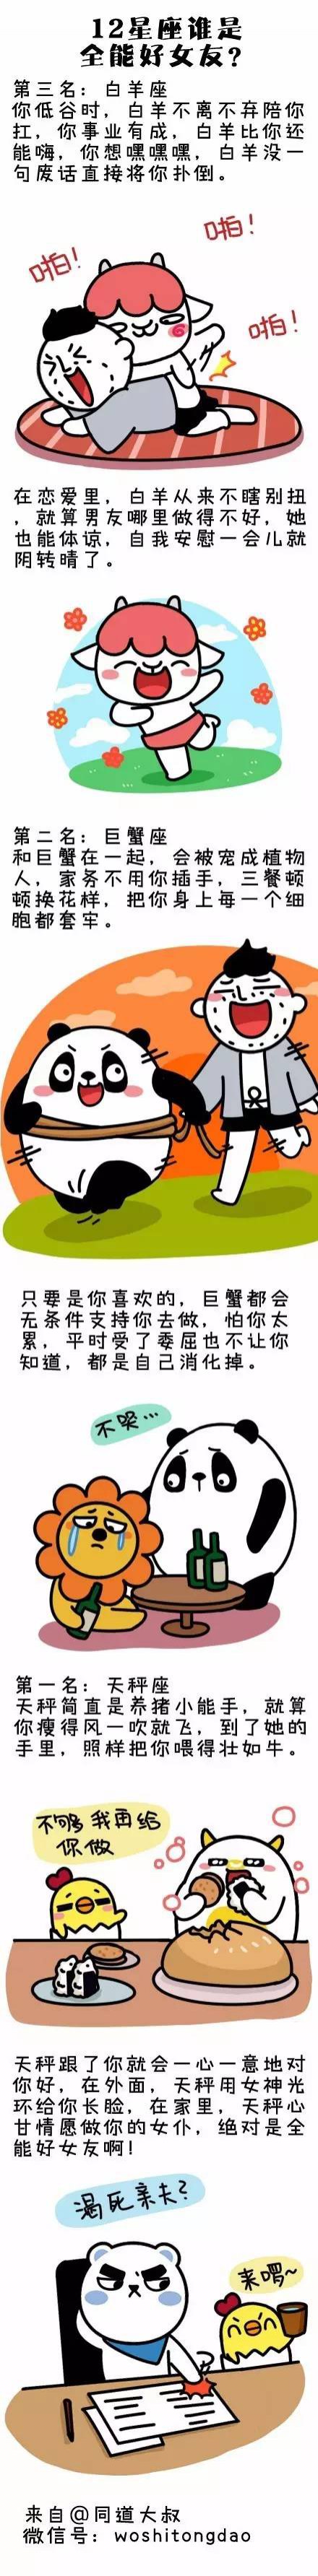 12星座谁是
全能好女友?
第三名：白羊座
你低谷时，白羊不离不弃陪你
扛，你事业有成，白羊比你还
能嗨，你想嘿嘿嘿，白羊没一
句废话直接将你扑倒。
啪!
啪!
啪!
在恋爱里，白羊从来不瞎别扭
，就算男友哪里做得不好，她
也能体谅，自我安慰一会儿就
阴转晴了。
第二名：巨蟹座
和巨蟹在一起，会被宠成植物
人，家务不用你插手，三餐顿
顿换花样，把你身上每一个细
胞都套牢。
只要是你喜欢的，巨蟹都会
无条件支持你去做，怕你太
累，平时受了委屈也不让你
知道，都是自己消化掉。
不哭…
第一名：天秤座
天秤简直是养猪小能手，就算
你瘦得风一吹就飞，到了她的
手里，照样把你喂得壮如牛。
不够我再给
你做
天秤跟了你就会一心一意地对
你好，在外面，天秤用女神光
环给你长脸，在家里，天秤心
甘情愿做你的女仆，绝对是全
能好女友啊!
渴死亲夫?
来啰~
来自@同道大叔
微信号：woshitongdao